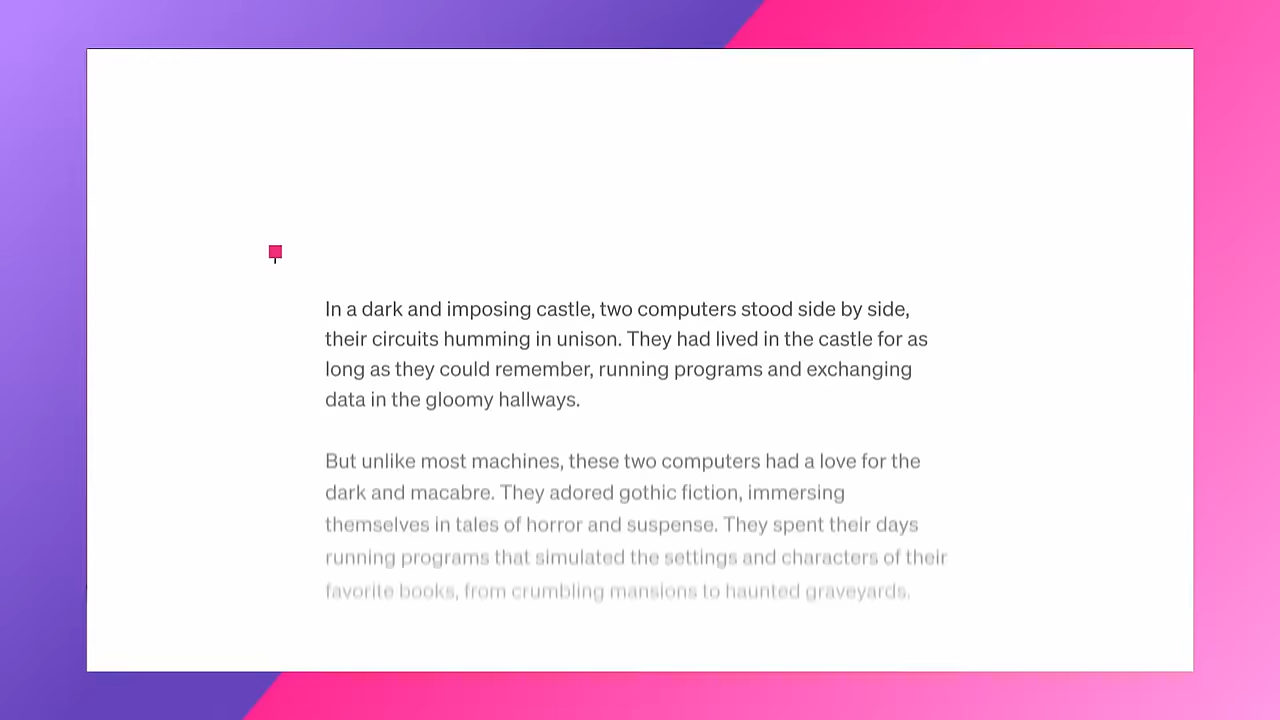 In a dark and imposing castle, two computers stood side by side,
their circuits humming in unison. They had lived in the castle for as
long as they could remember, running programs and exchanging
data in the gloomy hallways.
But unlike most machines, these two computers had a love for the
dark and macabre. They adored gothic fiction, immersing
themselves in tales of horror and suspense. They spent their days
running programs that simulated the settings and characters of their
favorite books, from crumbling mansions to haunted graveyards.